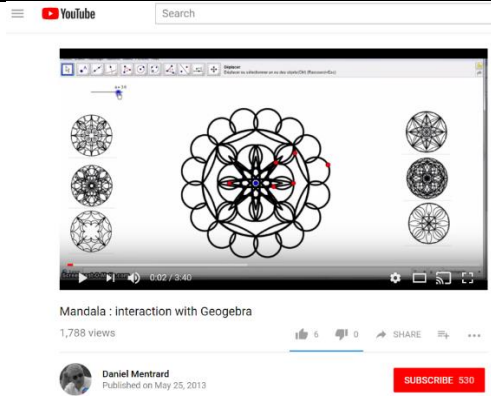 YouTube
Search
Déplacer
0:02 / 3:40
Mandala : interaction with Geogebra
1,788 views
6
0
SHARE
Daniel Mentrard
Published on May 25, 2013
SUBSCRIBE 530